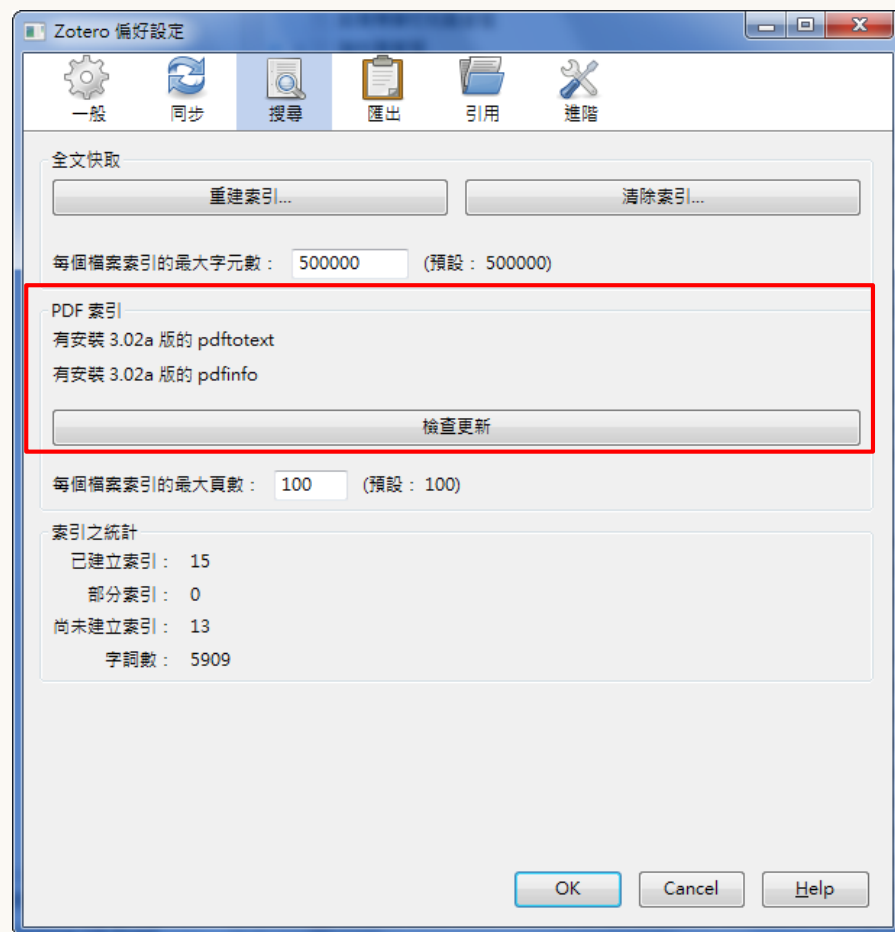 Zotero 偏好設定
一般 同步 搜尋 匯出 引用 進階
全文快取
重建索引... 清除索引...
每個檔案索引的最大字元數： 500000 (預設： 500000)
PDF 索引
有安裝 3.02a 版的 pdftotext
有安裝 3.02a 版的 pdfinfo
檢查更新
每個檔案索引的最大頁數： 100 (預設： 100)
索引之統計
已建立索引： 15
部分索引： 0
尚未建立索引： 13
字詞數： 5909
OK Cancel Help